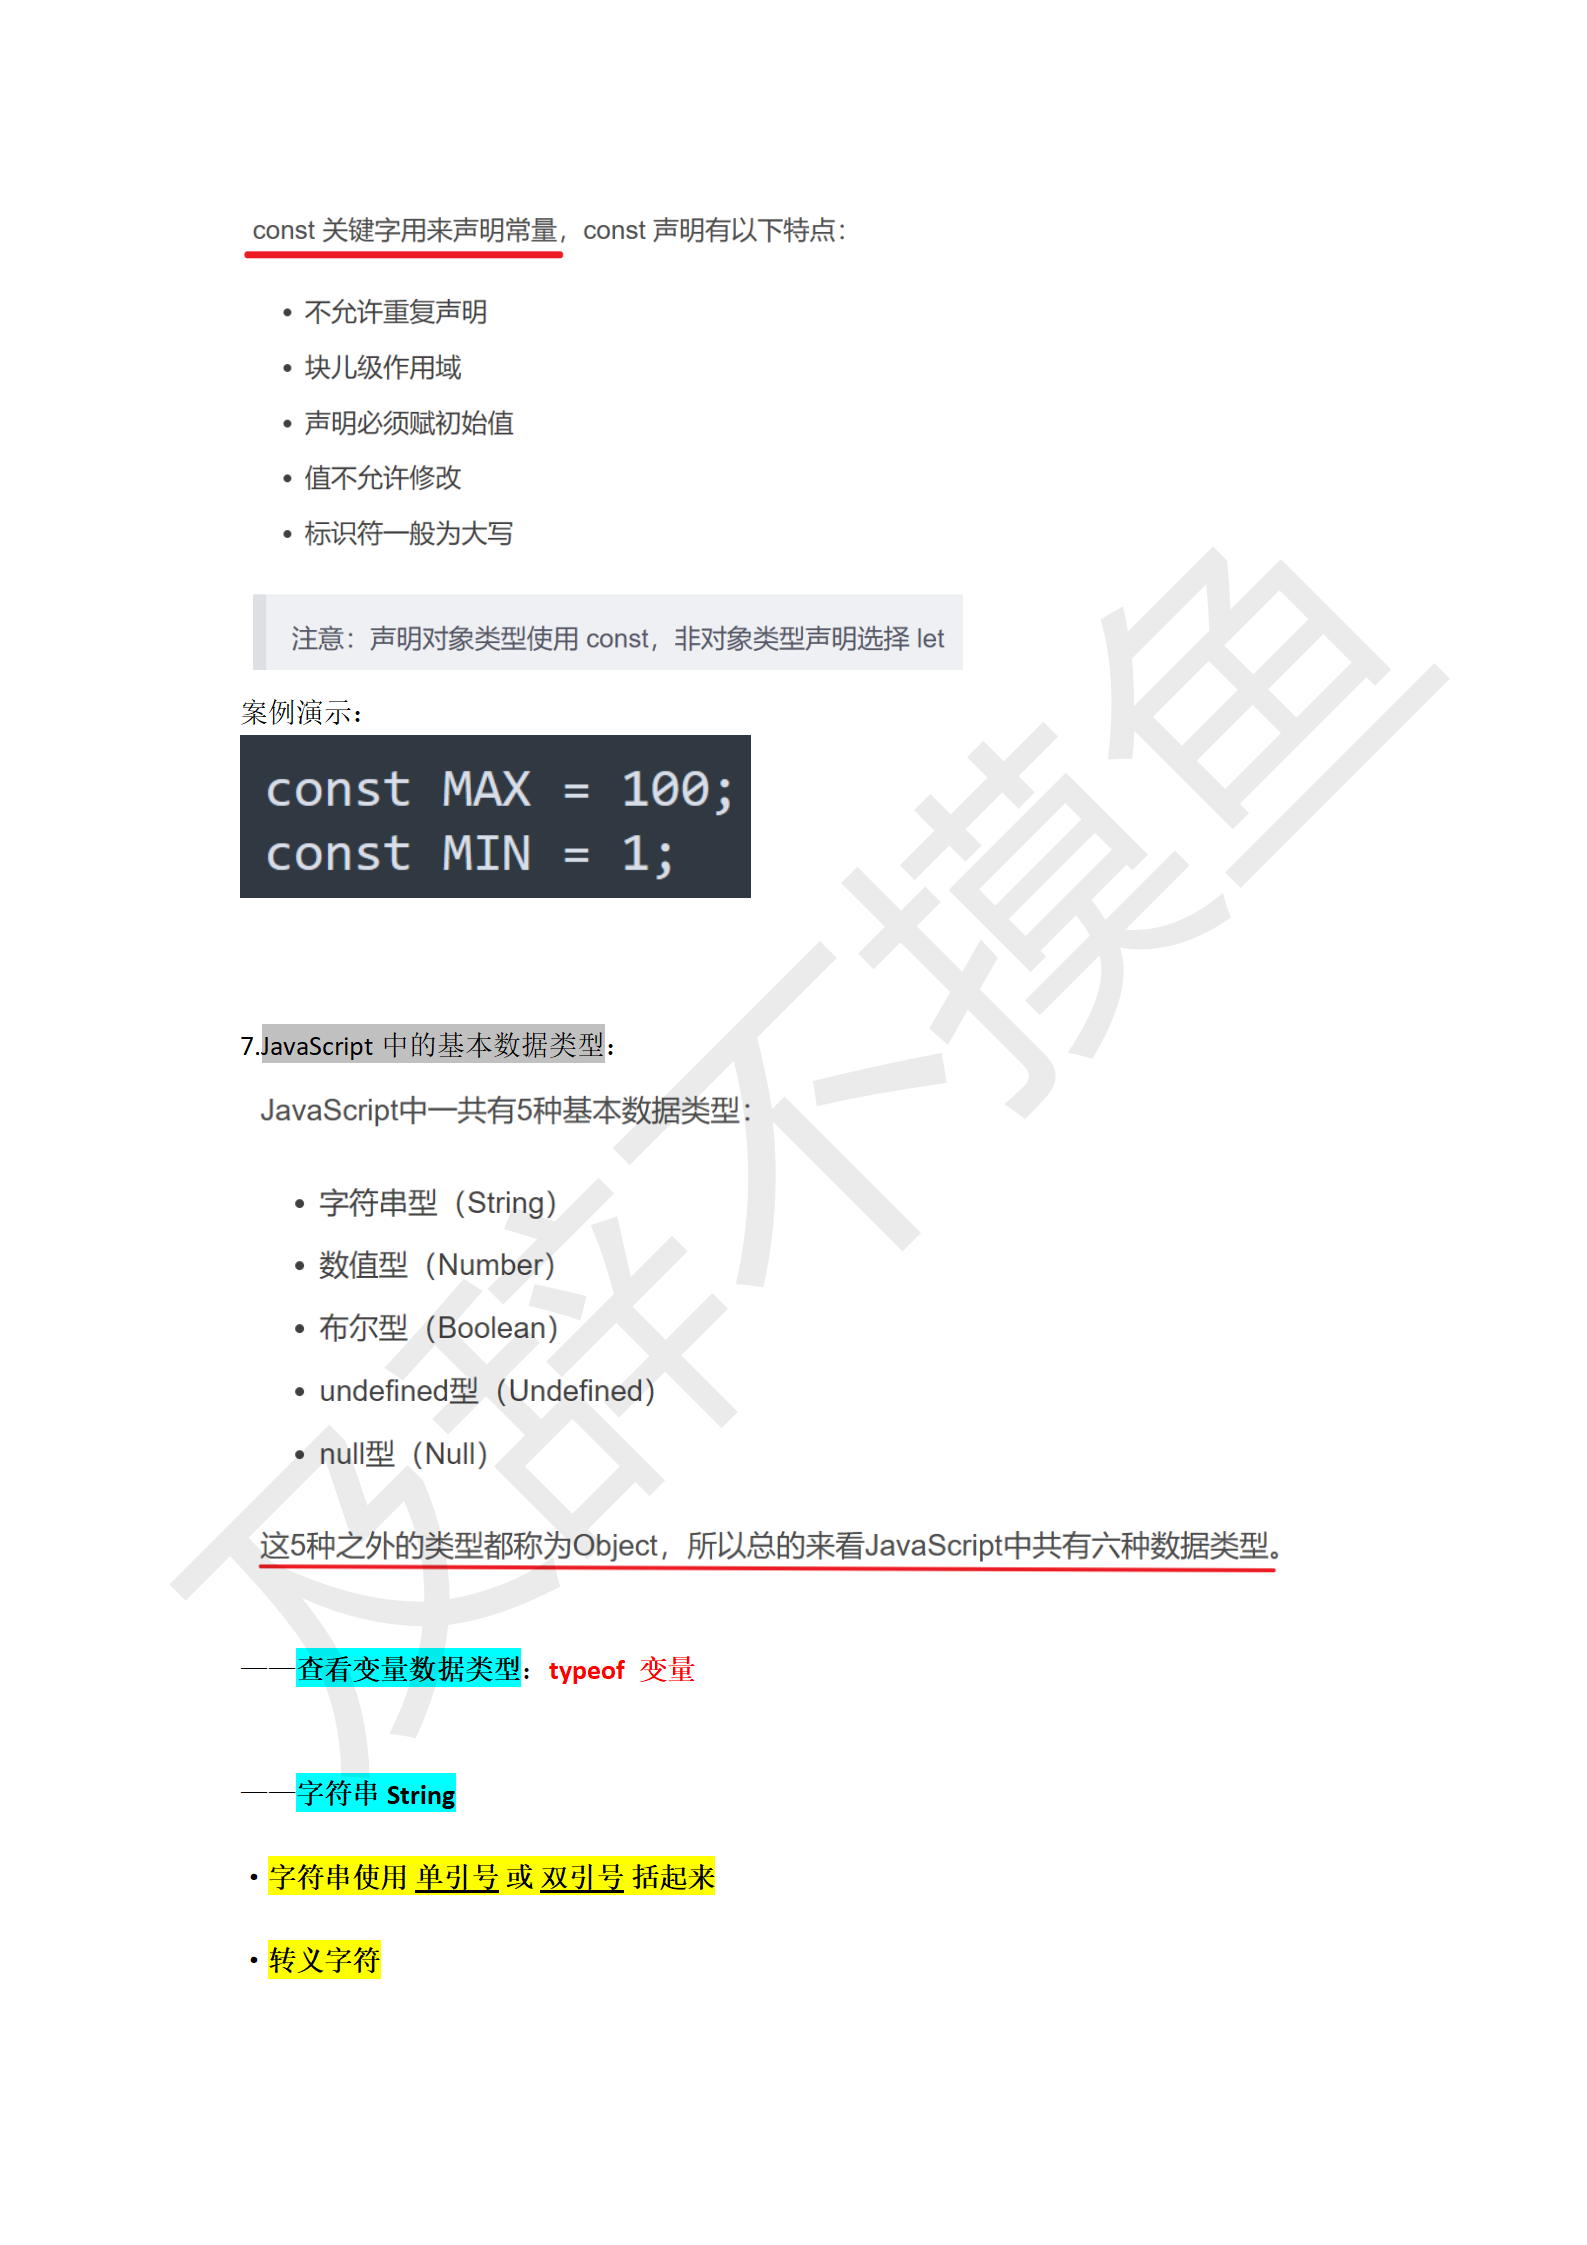 const 关键字用来声明常量，const 声明有以下特点：
• 不允许重复声明
• 块儿级作用域
• 声明必须赋初始值
• 值不允许修改
• 标识符一般为大写
注意：声明对象类型使用 const，非对象类型声明选择 let
案例演示：
const MAX = 100;
const MIN = 1;
7.JavaScript 中的基本数据类型：
JavaScript中一共有5种基本数据类型：
• 字符串型（String）
• 数值型（Number）
• 布尔型（Boolean）
• undefined型（Undefined）
• null型（Null）
这5种之外的类型都称为Object，所以总的来看JavaScript中共有六种数据类型。
——查看变量数据类型：typeof 变量
——字符串 String
·字符串使用 单引号 或 双引号 括起来
·转义字符
及辞不摸鱼